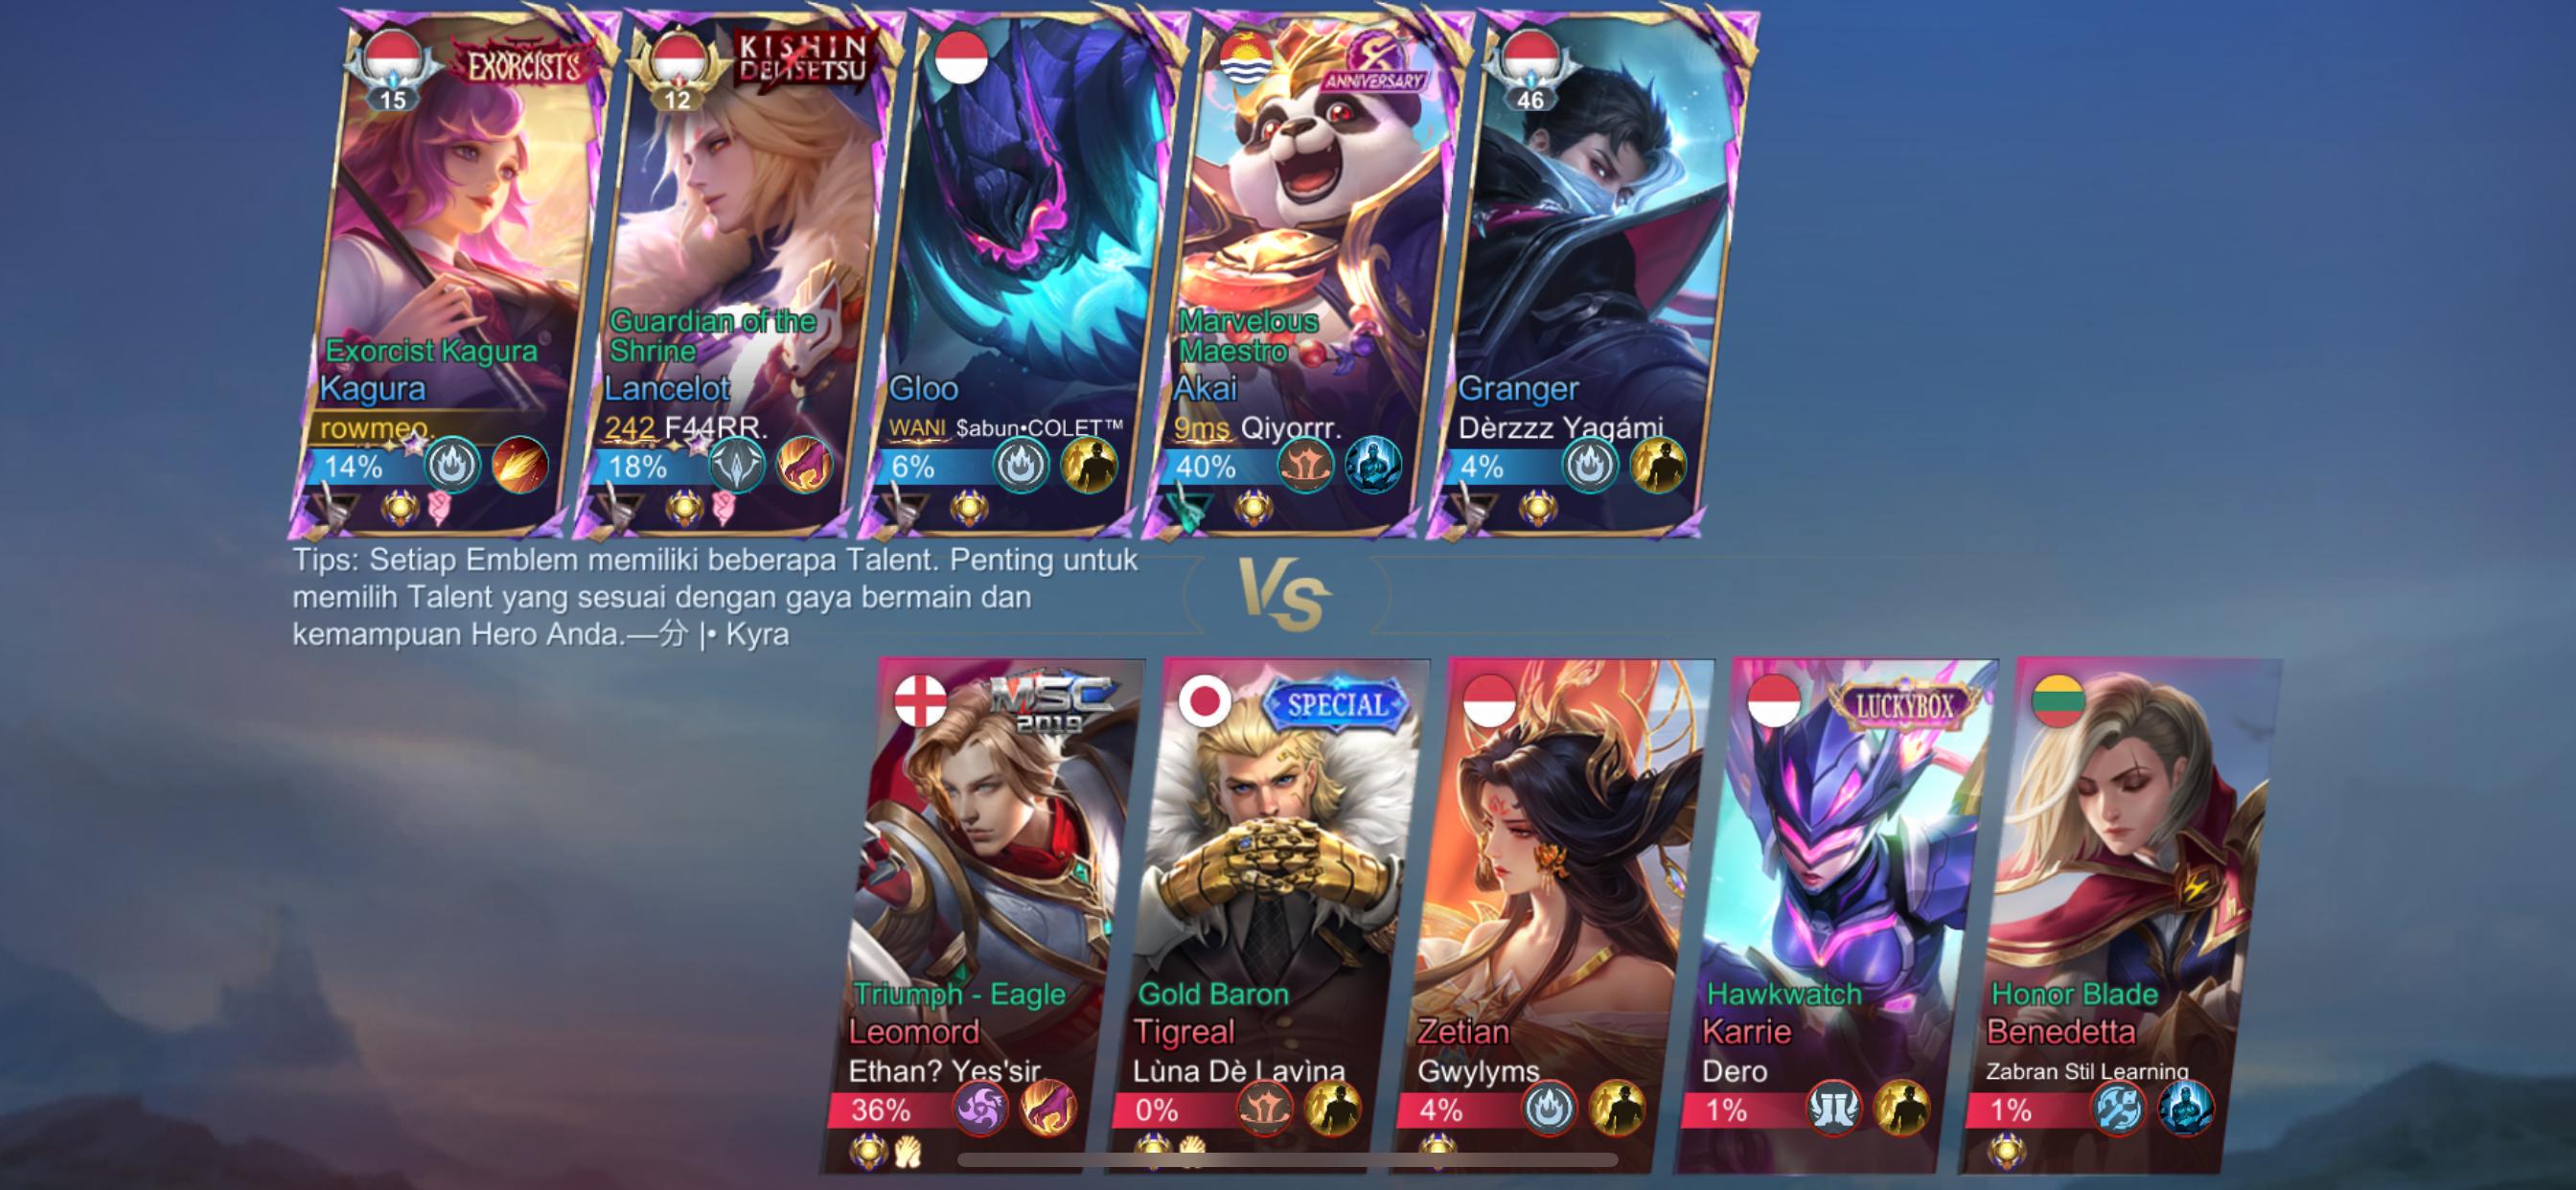 EXORCISTS
15
Exorcist Kagura
Kagura
rowmeo.
14%
KISHIN
DENSETSU
12
Guardian of the
Shrine
Lancelot
242 F44RR.
18%
Gloo
WANI $abun•COLET™
6%
ANNIVERSARY
Marvelous
Maestro
Akai
9ms Qiyorrr.
40%
46
Granger
Dèrzzz Yagámi
4%
Tips: Setiap Emblem memiliki beberapa Talent. Penting untuk
memilih Talent yang sesuai dengan gaya bermain dan
kemampuan Hero Anda.—分 |• Kyra
VS
MSC
2019
Triumph - Eagle
Leomord
Ethan? Yes'sir
36%
SPECIAL
Gold Baron
Tigreal
Lùna Dè Lavìna
0%
Zetian
Gwylyms
4%
LUCKYBOX
Hawkwatch
Karrie
Dero
1%
Honor Blade
Benedetta
Zabran Stil Learning
1%